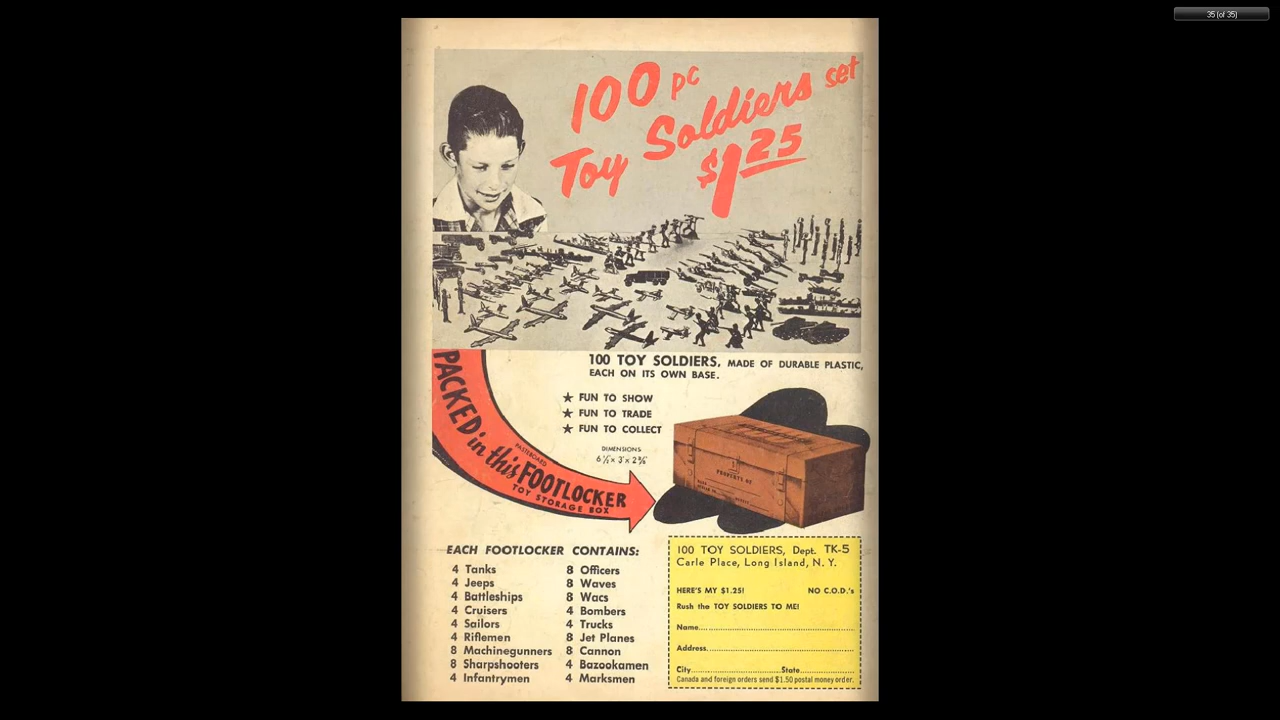 35 (of 35)
100 pc
Toy Soldiers set
$1.25
100 TOY SOLDIERS, MADE OF DURABLE PLASTIC,
EACH ON ITS OWN BASE.
★ FUN TO SHOW
★ FUN TO TRADE
★ FUN TO COLLECT
DIMENSIONS
PACKED in this PASTEBOARD FOOTLOCKER
TOY STORAGE BOX
PROPERTY OF
EACH FOOTLOCKER CONTAINS:
4 Tanks
4 Jeeps
4 Battleships
4 Cruisers
4 Sailors
4 Riflemen
8 Machinegunners
8 Sharpshooters
4 Infantrymen
8 Officers
8 Waves
8 Wacs
4 Bombers
4 Trucks
8 Jet Planes
8 Cannon
4 Bazookamen
4 Marksmen
100 TOY SOLDIERS, Dept. TK-5
Carle Place, Long Island, N. Y.
HERE'S MY $1.25! NO C.O.D.'s
Rush the TOY SOLDIERS TO ME!
Name
Address
City State
Canada and foreign orders send $1.50 postal money order.